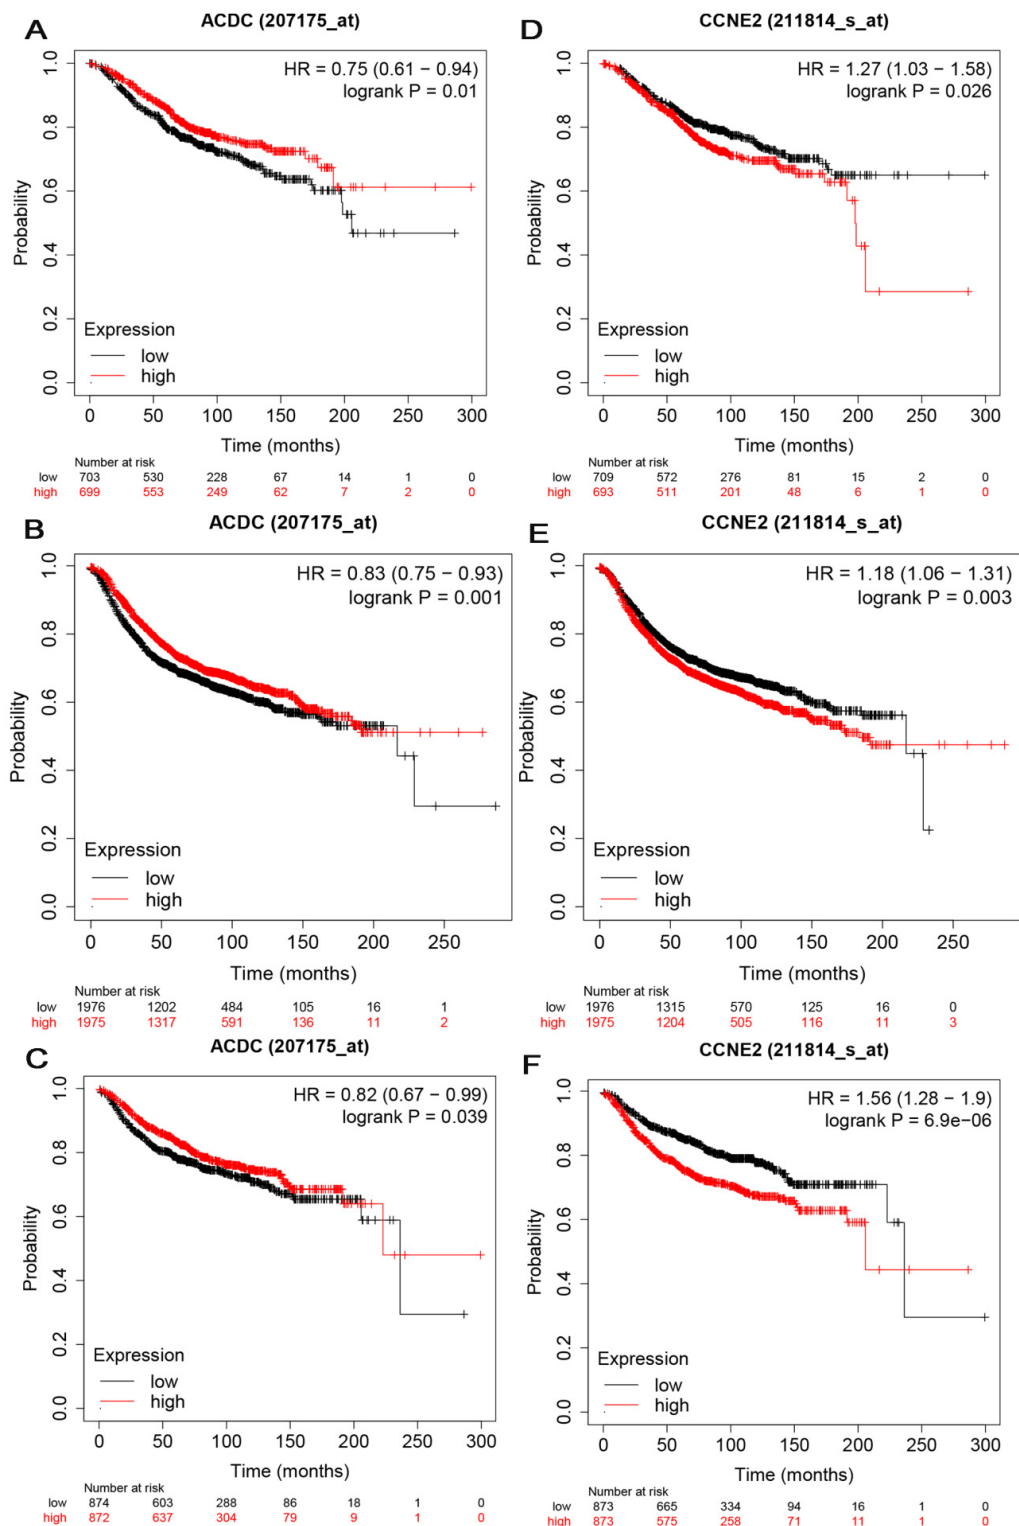 A
ACDC (207175_at)
HR = 0.75 (0.61 − 0.94)
logrank P = 0.01
Probability
1.0
0.8
0.6
0.4
0.2
0.0
Expression
low
high
0 50 100 150 200 250 300
Time (months)
Number at risk
low 703 530 228 67 14 1 0
high 699 553 249 62 7 2 0
D
CCNE2 (211814_s_at)
HR = 1.27 (1.03 − 1.58)
logrank P = 0.026
Probability
1.0
0.8
0.6
0.4
0.2
0.0
Expression
low
high
0 50 100 150 200 250 300
Time (months)
Number at risk
low 709 572 276 81 15 2 0
high 693 511 201 48 6 1 0
B
ACDC (207175_at)
HR = 0.83 (0.75 − 0.93)
logrank P = 0.001
Probability
1.0
0.8
0.6
0.4
0.2
0.0
Expression
low
high
0 50 100 150 200 250
Time (months)
Number at risk
low 1976 1202 484 105 16 1
high 1975 1317 591 136 11 2
E
CCNE2 (211814_s_at)
HR = 1.18 (1.06 − 1.31)
logrank P = 0.003
Probability
1.0
0.8
0.6
0.4
0.2
0.0
Expression
low
high
0 50 100 150 200 250
Time (months)
Number at risk
low 1976 1315 570 125 16 0
high 1975 1204 505 116 11 3
C
ACDC (207175_at)
HR = 0.82 (0.67 − 0.99)
logrank P = 0.039
Probability
1.0
0.8
0.6
0.4
0.2
0.0
Expression
low
high
0 50 100 150 200 250 300
Time (months)
Number at risk
low 874 603 288 86 18 1 0
high 872 637 304 79 9 1 0
F
CCNE2 (211814_s_at)
HR = 1.56 (1.28 − 1.9)
logrank P = 6.9e−06
Probability
1.0
0.8
0.6
0.4
0.2
0.0
Expression
low
high
0 50 100 150 200 250 300
Time (months)
Number at risk
low 873 665 334 94 16 1 0
high 873 575 258 71 11 1 0